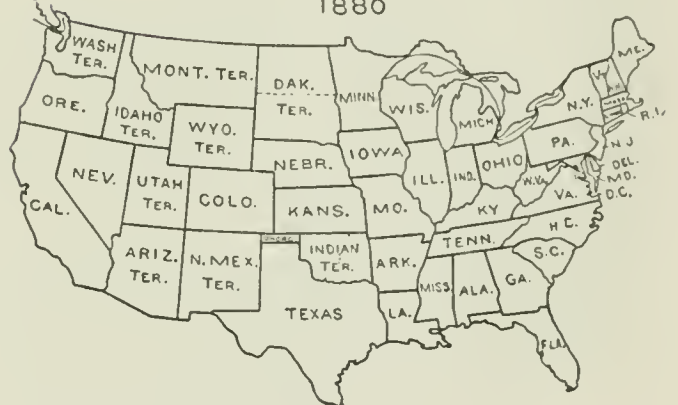 1880
WASH
TER.
MONT. TER.
DAK.
TER.
MINN.
ORE.
IDAHO
TER.
WYO.
TER.
WIS.
MICH.
N.Y.
ME.
R.I.
NEV.
UTAH
TER.
COLO.
NEBR.
IOWA
ILL.
IND.
OHIO
PA.
N.J
DEL.
MD.
D.C.
W.VA.
VA.
CAL.
KANS.
MO.
KY
ARIZ.
TER.
N.MEX.
TER.
INDIAN
TER.
ARK.
TENN.
N.C.
S.C.
TEXAS
LA.
MISS.
ALA.
GA.
FLA.